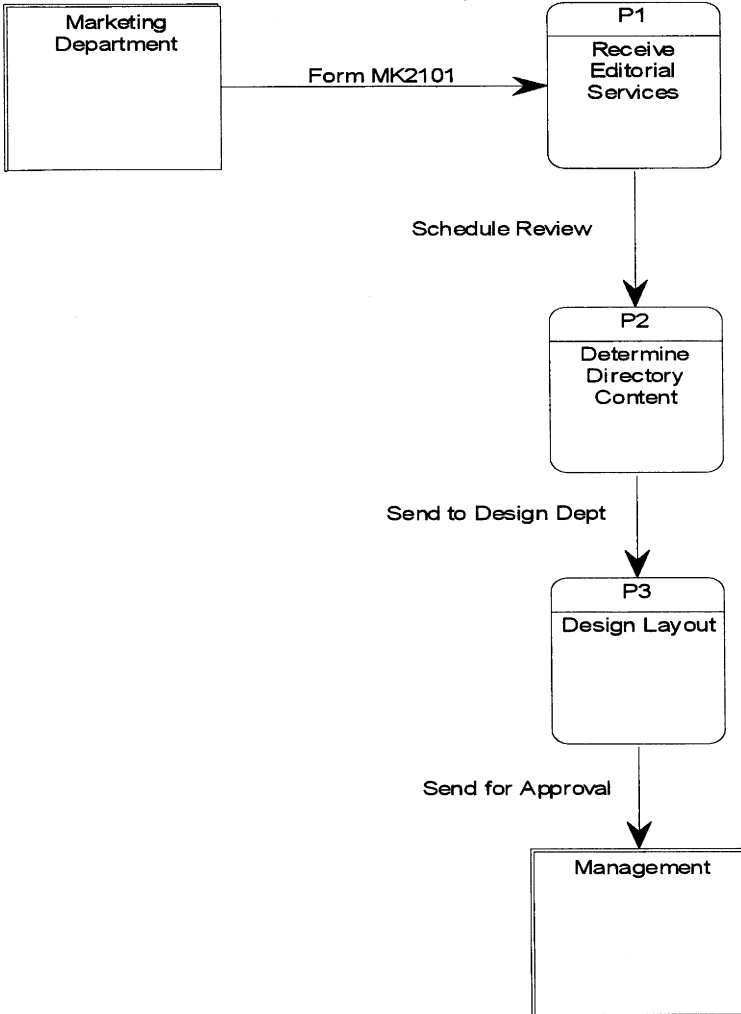 Marketing
Department
Form MK2101
P1
Receive
Editorial
Services
Schedule Review
P2
Determine
Directory
Content
Send to Design Dept
P3
Design Layout
Send for Approval
Management